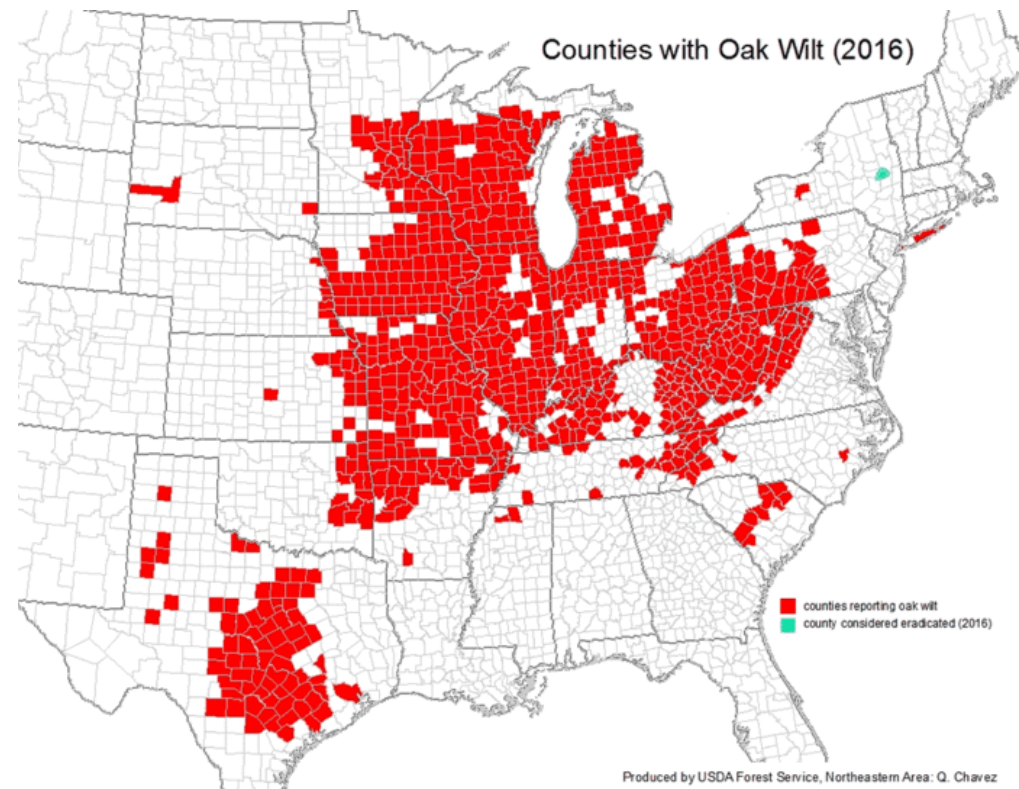 Counties with Oak Wilt (2016)
counties reporting oak wilt
county considered eradicated (2016)
Produced by USDA Forest Service, Northeastern Area: Q. Chavez